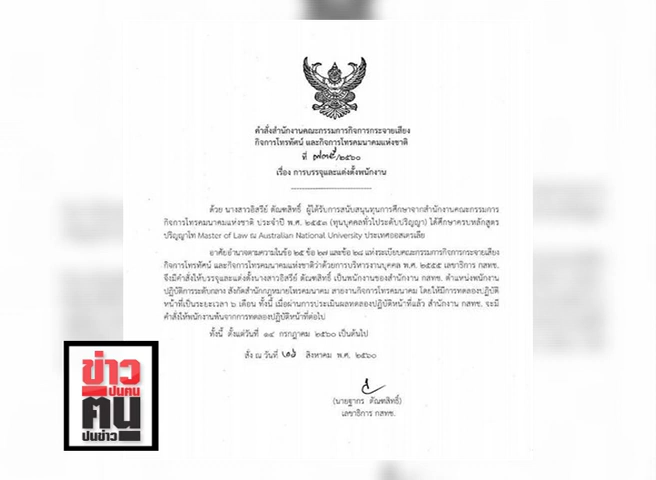 คำสั่งสำนักงานคณะกรรมการกิจการกระจายเสียง
กิจการโทรทัศน์ และกิจการโทรคมนาคมแห่งชาติ
ที่ ๗๓๕/๒๕๖๐
เรื่อง การบรรจุและแต่งตั้งพนักงาน
ด้วย นางสารอิสรีย์ ตัณฑสิทธิ์ ผู้ได้รับการสนับสนุนทุนการศึกษาจากสำนักงานคณะกรรมการ
กิจการโทรคมนาคมแห่งชาติ ประจำปี พ.ศ. ๒๕๕๓ (ทุนบุคคลทั่วไประดับปริญญา) ได้ศึกษาครบหลักสูตร
ปริญญาโท Master of Law ณ Australian National University ประเทศออสเตรเลีย
อาศัยอำนาจตามความในข้อ ๒๕ ข้อ ๒๗ และข้อ ๒๘ แห่งระเบียบคณะกรรมการกิจการกระจายเสียง
กิจการโทรทัศน์ และกิจการโทรคมนาคมแห่งชาติว่าด้วยการบริหารงานบุคคล พ.ศ. ๒๕๕๕ เลขาธิการ กสทช.
จึงมีคำสั่งให้บรรจุและแต่งตั้งนางสารอิสรีย์ ตัณฑสิทธิ์ เป็นพนักงานของสำนักงาน กสทช. ตำแหน่งพนักงาน
ปฏิบัติการระดับกลาง สังกัดสำนักกฎหมายโทรคมนาคม สายงานกิจการโทรคมนาคม โดยให้มีการทดลองปฏิบัติ
หน้าที่เป็นระยะเวลา ๖ เดือน ทั้งนี้ เมื่อผ่านการประเมินผลทดลองปฏิบัติหน้าที่แล้ว สำนักงาน กสทช. จะมี
คำสั่งให้พนักงานพ้นจากการทดลองปฏิบัติหน้าที่ต่อไป
ทั้งนี้ ตั้งแต่วันที่ ๑๔ กรกฎาคม ๒๕๖๐ เป็นต้นไป
สั่ง ณ วันที่ สิงหาคม พ.ศ. ๒๕๖๐
(นายฐากร ตัณฑสิทธิ์)
เลขาธิการ กสทช.
ข่าว
ปนคน
คน
ปนข่าว